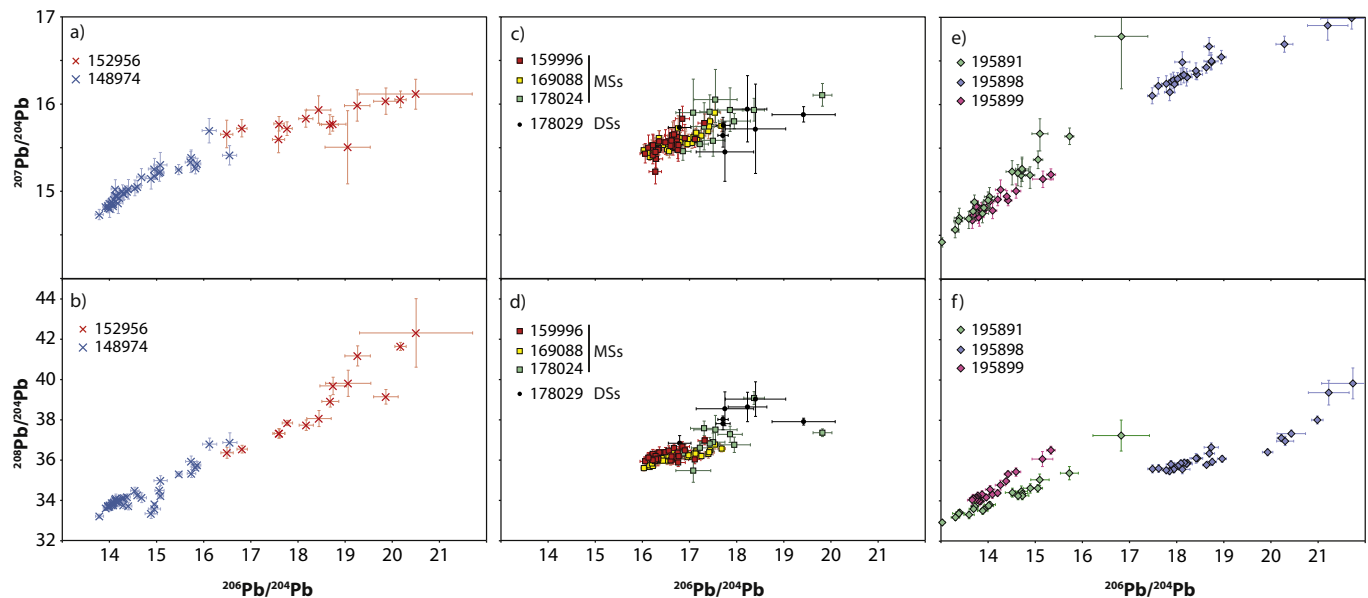 17
16
15
²⁰⁷Pb/²⁰⁴Pb
a)
152956
148974
c)
159996
169088
178024
MSs
178029 DSs
e)
195891
195898
195899
44
42
40
38
36
34
32
²⁰⁸Pb/²⁰⁴Pb
b)
152956
148974
d)
159996
169088
178024
MSs
178029 DSs
f)
195891
195898
195899
14 15 16 17 18 19 20 21
14 15 16 17 18 19 20 21
14 15 16 17 18 19 20 21
²⁰⁶Pb/²⁰⁴Pb
²⁰⁶Pb/²⁰⁴Pb
²⁰⁶Pb/²⁰⁴Pb